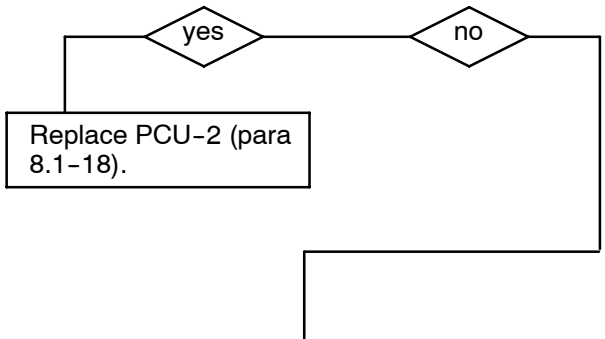 yes no
Replace PCU-2 (para
8.1-18).